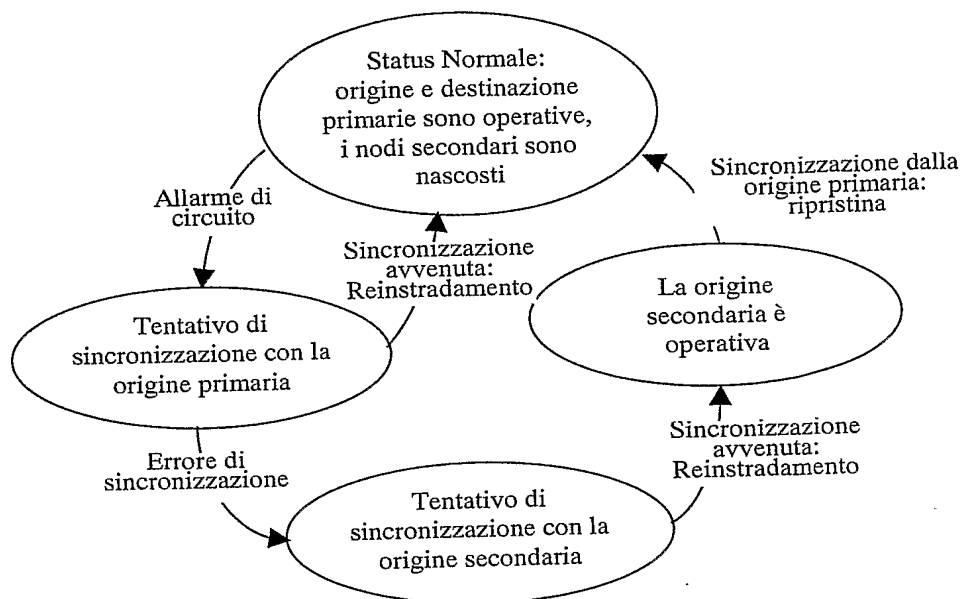 Status Normale:
origine e destinazione
primarie sono operative,
i nodi secondari sono
nascosti
Allarme di
circuito
Sincronizzazione
avvenuta:
Reinstradamento
Sincronizzazione dalla
origine primaria:
ripristina
Tentativo di
sincronizzazione con la
origine primaria
La origine
secondaria è
operativa
Errore di
sincronizzazione
Sincronizzazione
avvenuta:
Reinstradamento
Tentativo di
sincronizzazione con la
origine secondaria